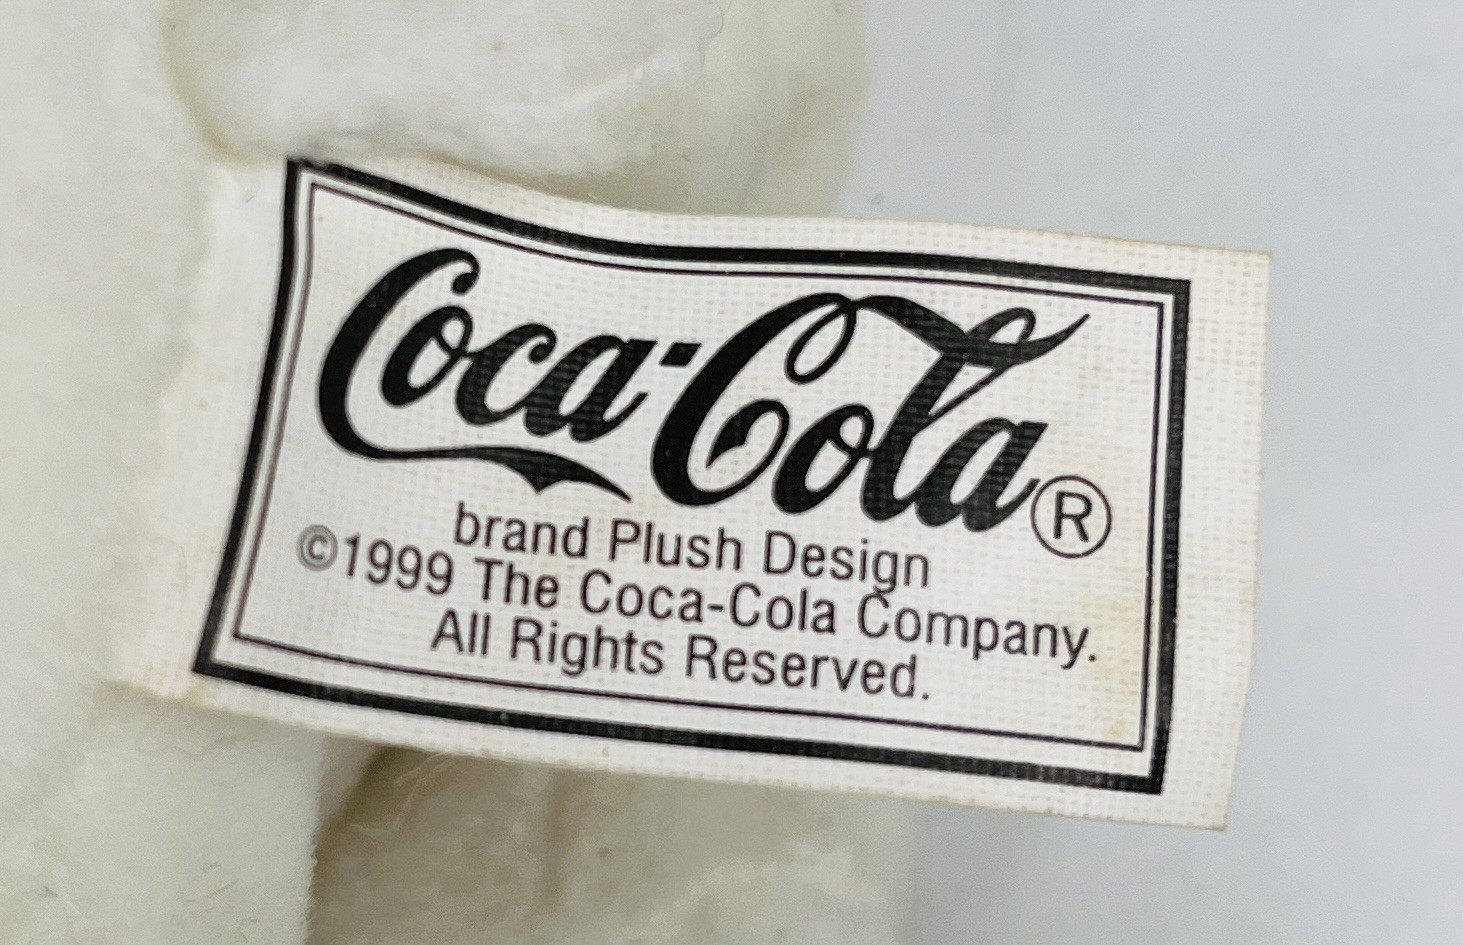 Coca-Cola®
brand Plush Design
©1999 The Coca-Cola Company.
All Rights Reserved.